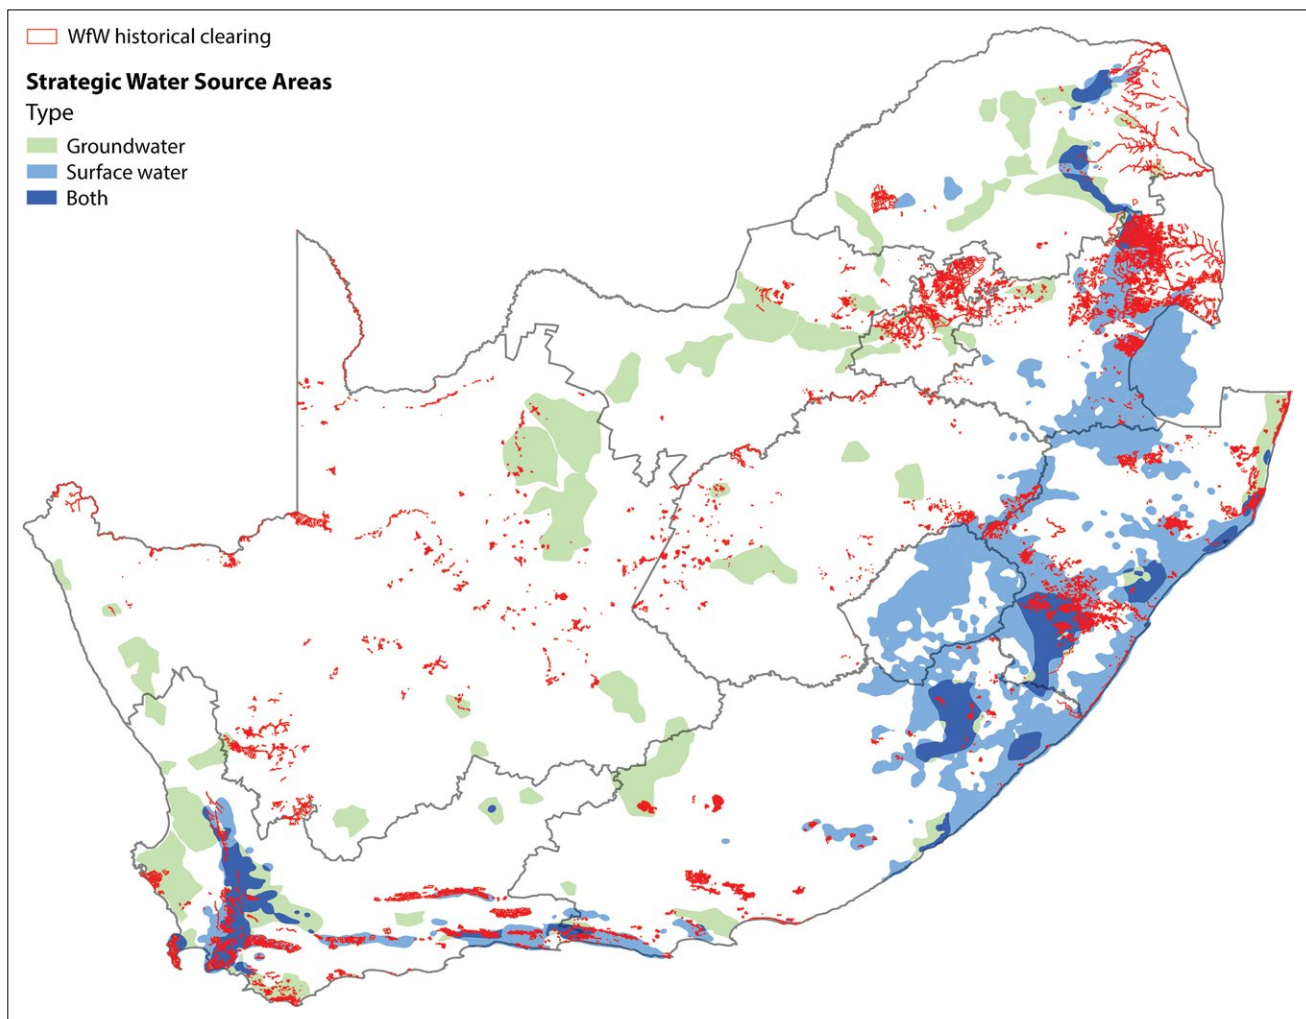 WfW historical clearing
Strategic Water Source Areas
Type
Groundwater
Surface water
Both